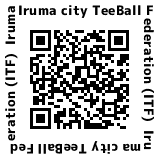 Iruma city TeeBall F
ederation (ITF) Iru
ma city TeeBall Fed
eration (ITF) Iruma